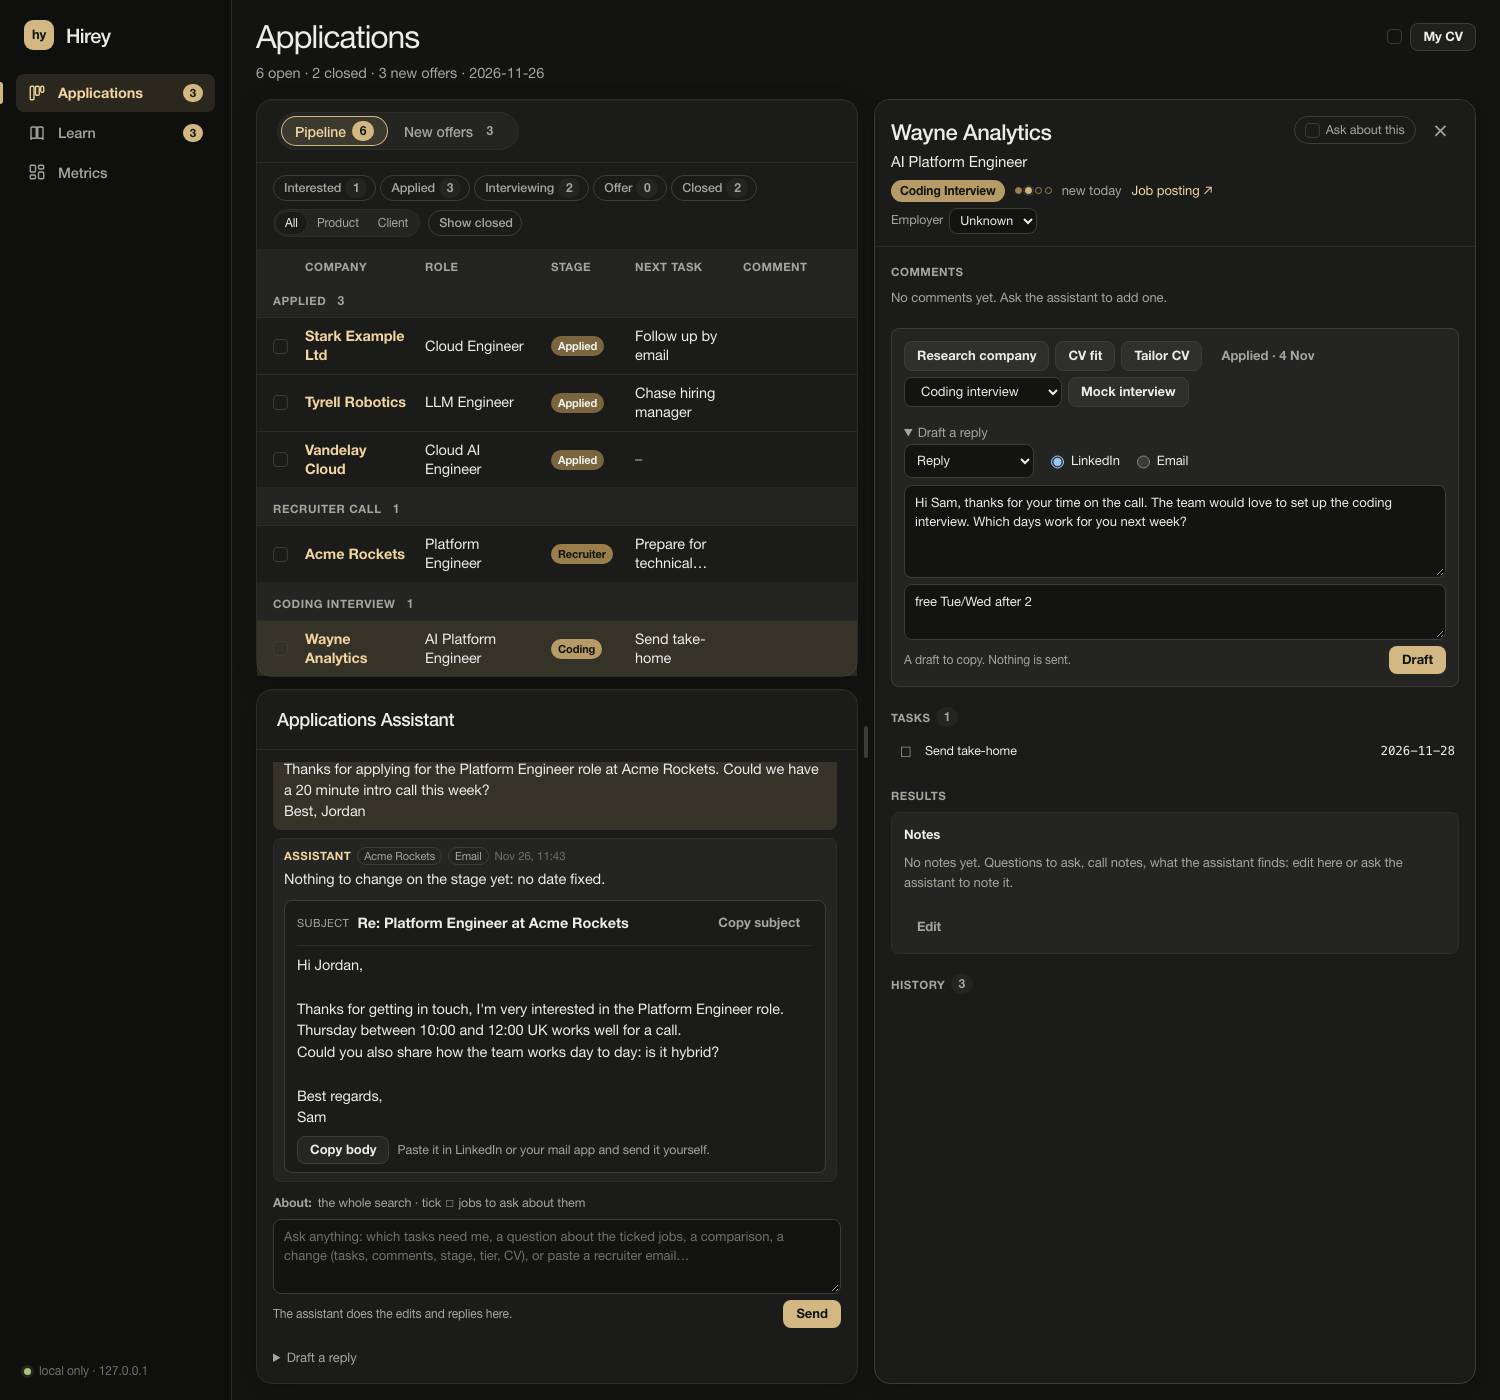 hy Hirey
Applications 3
Learn 3
Metrics
local only · 127.0.0.1
Applications
6 open · 2 closed · 3 new offers · 2026-11-26
My CV
Pipeline 6 New offers 3
Interested 1 Applied 3 Interviewing 2 Offer 0 Closed 2
All Product Client Show closed
COMPANY ROLE STAGE NEXT TASK COMMENT
APPLIED 3
Stark Example Ltd Cloud Engineer Applied Follow up by email
Tyrell Robotics LLM Engineer Applied Chase hiring manager
Vandelay Cloud Cloud AI Engineer Applied –
RECRUITER CALL 1
Acme Rockets Platform Engineer Recruiter Prepare for technical…
CODING INTERVIEW 1
Wayne Analytics AI Platform Engineer Coding Send take-home
Applications Assistant
Thanks for applying for the Platform Engineer role at Acme Rockets. Could we have
a 20 minute intro call this week?
Best, Jordan
ASSISTANT Acme Rockets Email Nov 26, 11:43
Nothing to change on the stage yet: no date fixed.
SUBJECT Re: Platform Engineer at Acme Rockets Copy subject
Hi Jordan,
Thanks for getting in touch, I'm very interested in the Platform Engineer role.
Thursday between 10:00 and 12:00 UK works well for a call.
Could you also share how the team works day to day: is it hybrid?
Best regards,
Sam
Copy body Paste it in LinkedIn or your mail app and send it yourself.
About: the whole search · tick □ jobs to ask about them
Ask anything: which tasks need me, a question about the ticked jobs, a comparison, a
change (tasks, comments, stage, tier, CV), or paste a recruiter email…
The assistant does the edits and replies here. Send
▶ Draft a reply
Wayne Analytics Ask about this ✕
AI Platform Engineer
Coding Interview new today Job posting ↗
Employer Unknown
COMMENTS
No comments yet. Ask the assistant to add one.
Research company CV fit Tailor CV Applied · 4 Nov
Coding interview Mock interview
▼ Draft a reply
Reply LinkedIn Email
Hi Sam, thanks for your time on the call. The team would love to set up the coding
interview. Which days work for you next week?
free Tue/Wed after 2
A draft to copy. Nothing is sent. Draft
TASKS 1
Send take-home 2026-11-28
RESULTS
Notes
No notes yet. Questions to ask, call notes, what the assistant finds: edit here or ask the
assistant to note it.
Edit
HISTORY 3